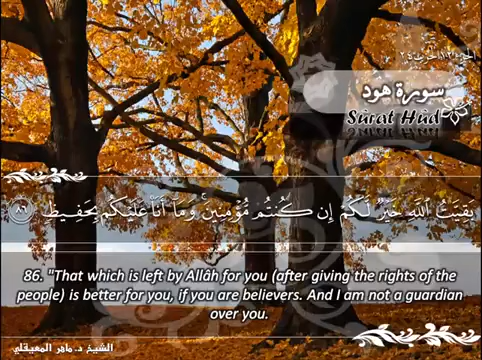 سورة هود
Sûrat Hûd
بَقِيَّتُ ٱللَّهِ خَيْرٌ لَّكُمْ إِن كُنتُم مُّؤْمِنِينَ ۚ وَمَآ أَنَا۠ عَلَيْكُم بِحَفِيظٍ ٨٦
86. "That which is left by Allâh for you (after giving the rights of the
people) is better for you, if you are believers. And I am not a guardian
over you.
الشيخ د. ماهر المعيقلي